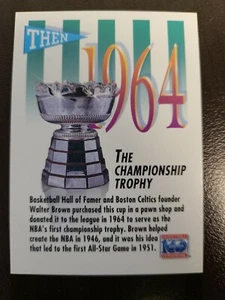 THEN
1964
THE
CHAMPIONSHIP
TROPHY
Basketball Hall of Famer and Boston Celtics founder
Walter Brown purchased this cup in a pawn shop and
donated it to the league in 1964 to serve as the
NBA's first championship trophy. Brown helped
create the NBA in 1946, and it was his idea
that led to the first All-Star Game in 1951.